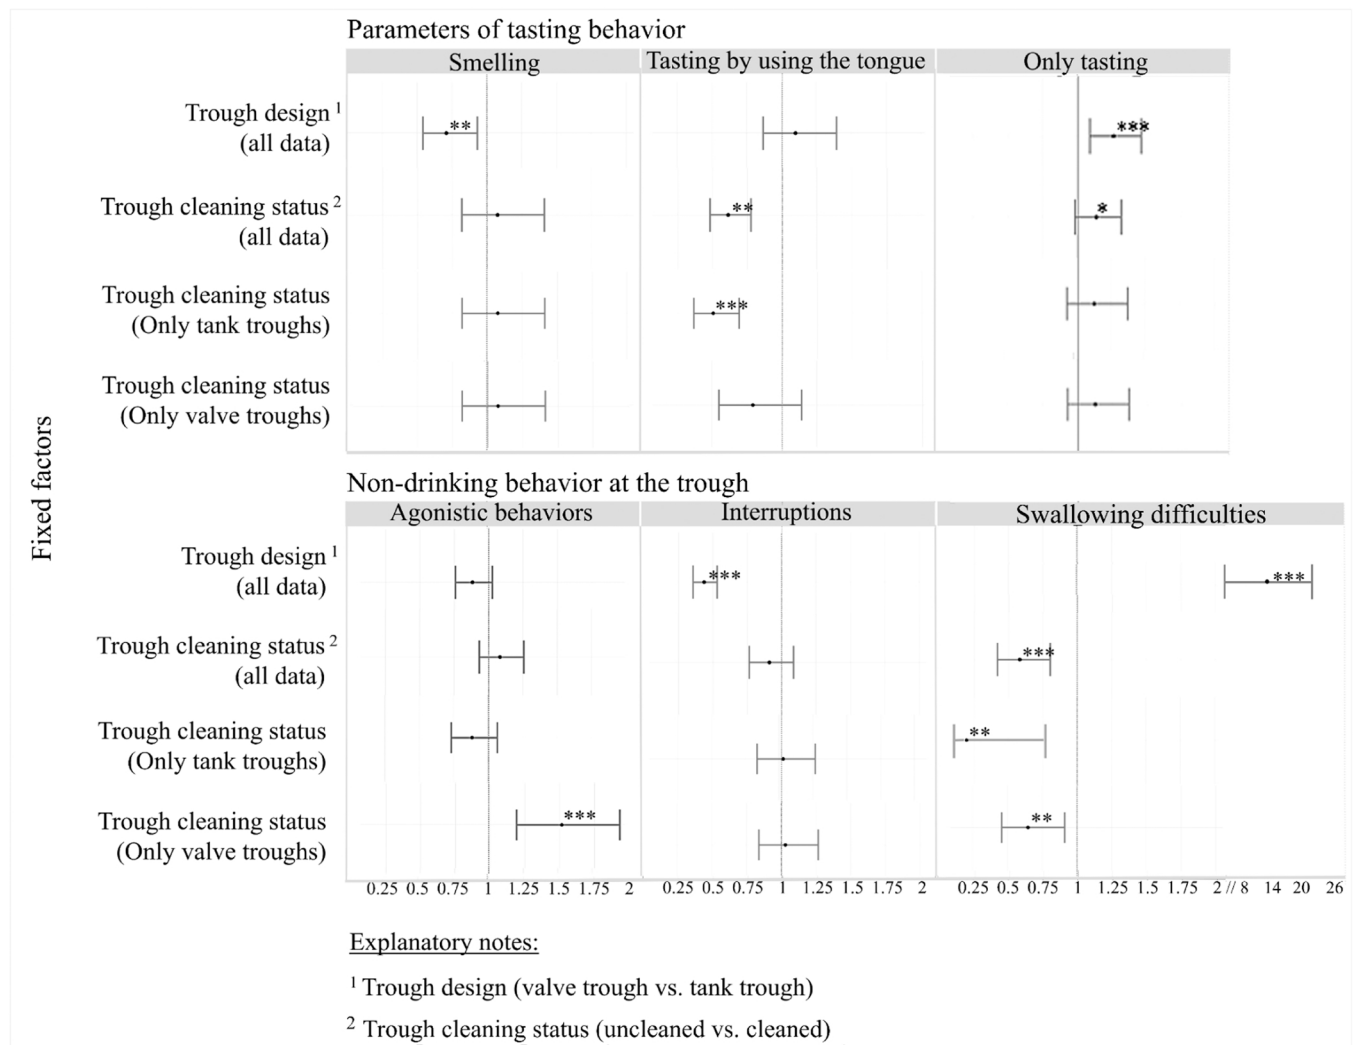 Parameters of tasting behavior
Smelling
Tasting by using the tongue
Only tasting
Trough design 1
(all data)
**
***
Trough cleaning status 2
(all data)
**
*
Trough cleaning status
(Only tank troughs)
***
Trough cleaning status
(Only valve troughs)
Fixed factors
Non-drinking behavior at the trough
Agonistic behaviors
Interruptions
Swallowing difficulties
Trough design 1
(all data)
***
***
Trough cleaning status 2
(all data)
***
Trough cleaning status
(Only tank troughs)
**
Trough cleaning status
(Only valve troughs)
***
**
0.25 0.5 0.75 1 1.25 1.5 1.75 2
0.25 0.5 0.75 1 1.25 1.5 1.75 2
0.25 0.5 0.75 1 1.25 1.5 1.75 2 // 8 14 20 26
Explanatory notes:
1 Trough design (valve trough vs. tank trough)
2 Trough cleaning status (uncleaned vs. cleaned)